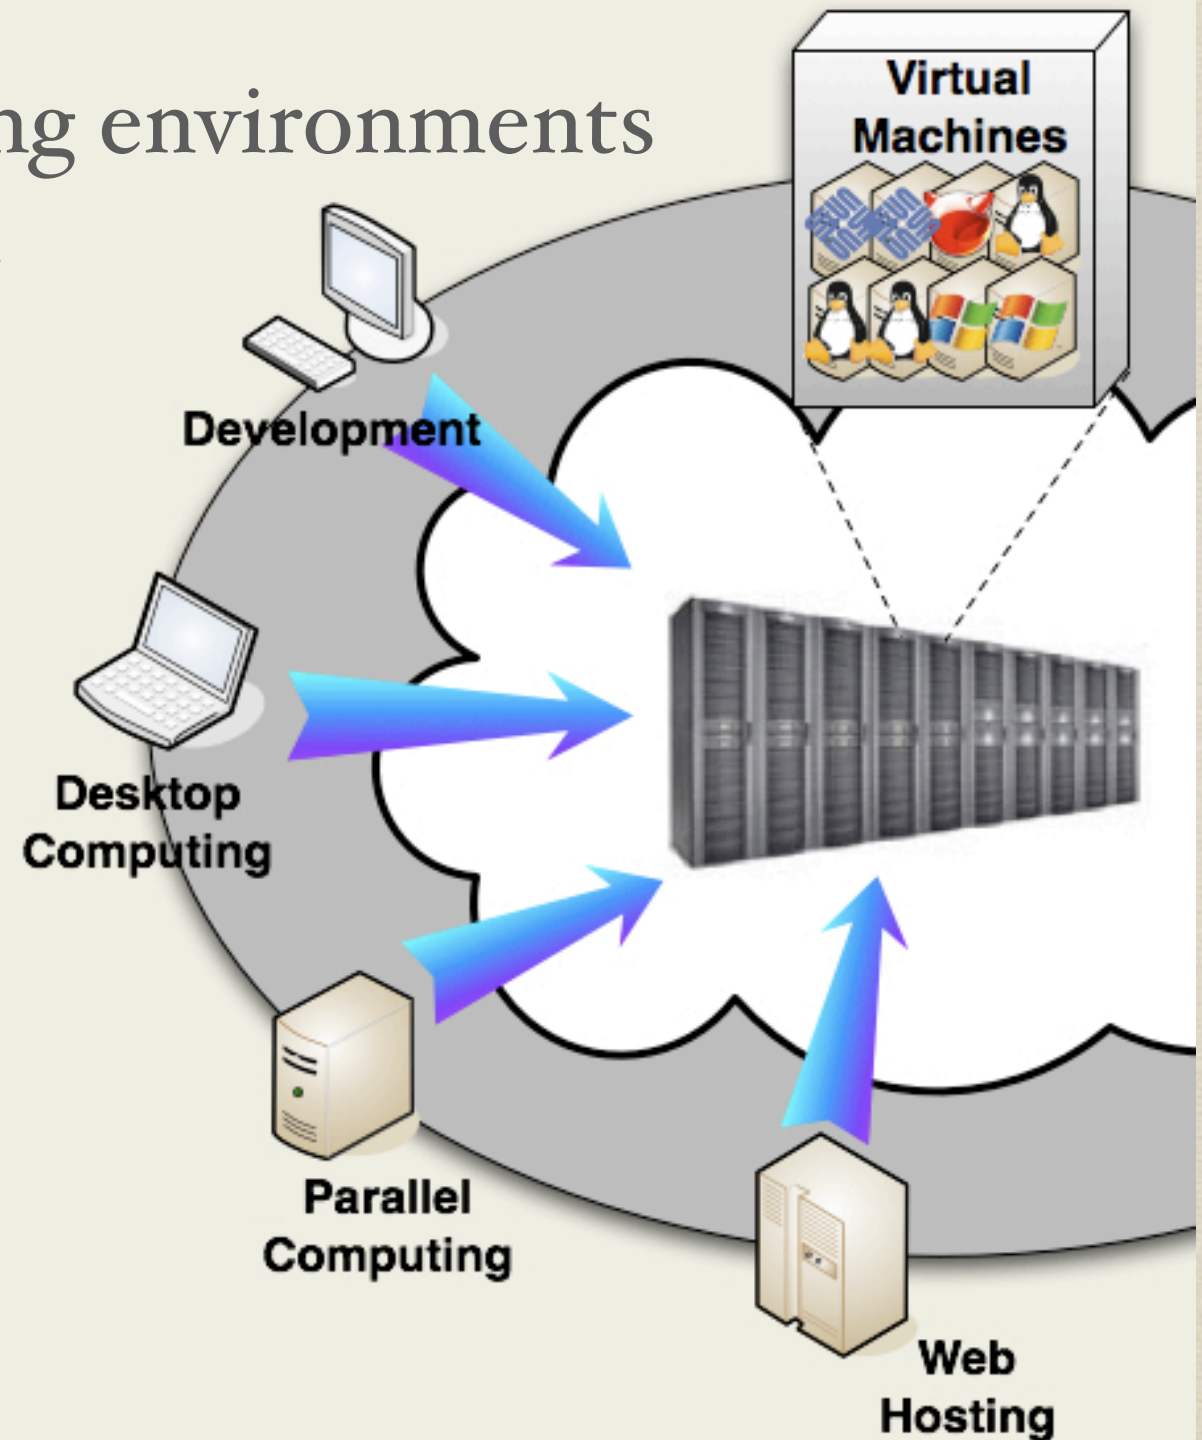 ng environments
Virtual
Machines
Development
Desktop
Computing
Parallel
Computing
Web
Hosting